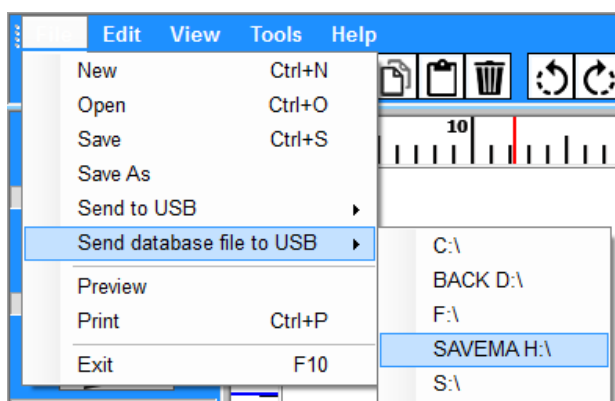 File Edit View Tools Help
New Ctrl+N
Open Ctrl+O
Save Ctrl+S
Save As
Send to USB
Send database file to USB
Preview
Print Ctrl+P
Exit F10
10
C:\
BACK D:\
F:\
SAVEMA H:\
S:\